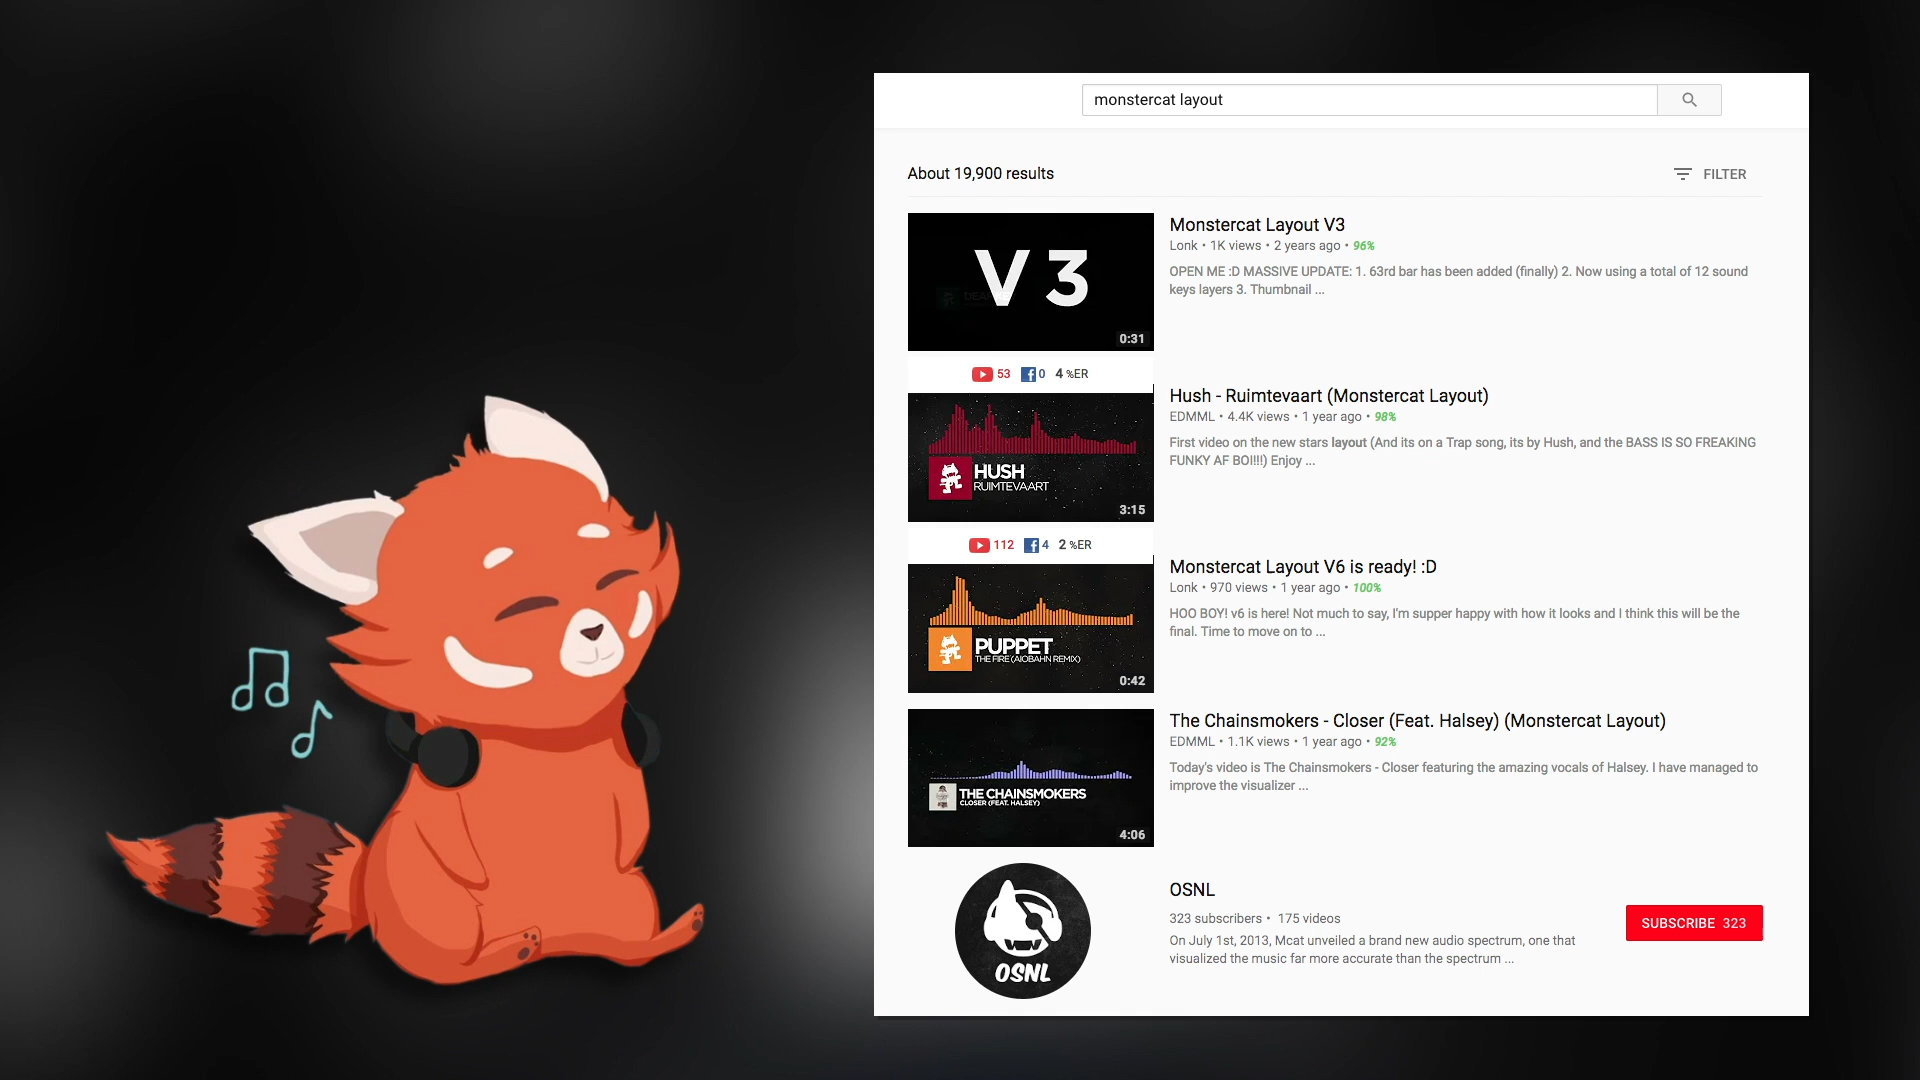 monstercat layout
About 19,900 results
FILTER
V 3
0:31
Monstercat Layout V3
Lonk • 1K views • 2 years ago • 96%
OPEN ME :D MASSIVE UPDATE: 1. 63rd bar has been added (finally) 2. Now using a total of 12 sound
keys layers 3. Thumbnail ...
53 0 4 %ER
HUSH
RUIMTEVAART
3:15
Hush - Ruimtevaart (Monstercat Layout)
EDMML • 4.4K views • 1 year ago • 98%
First video on the new stars layout (And its on a Trap song, its by Hush, and the BASS IS SO FREAKING
FUNKY AF BOI!!!!) Enjoy ...
112 4 2 %ER
PUPPET
THE FIRE (AIOBAHN REMIX)
0:42
Monstercat Layout V6 is ready! :D
Lonk • 970 views • 1 year ago • 100%
HOO BOY! v6 is here! Not much to say, I'm supper happy with how it looks and I think this will be the
final. Time to move on to ...
THE CHAINSMOKERS
CLOSER (FEAT. HALSEY)
4:06
The Chainsmokers - Closer (Feat. Halsey) (Monstercat Layout)
EDMML • 1.1K views • 1 year ago • 92%
Today's video is The Chainsmokers - Closer featuring the amazing vocals of Halsey. I have managed to
improve the visualizer ...
OSNL
OSNL
323 subscribers • 175 videos
On July 1st, 2013, Mcat unveiled a brand new audio spectrum, one that
visualized the music far more accurate than the spectrum ...
SUBSCRIBE 323